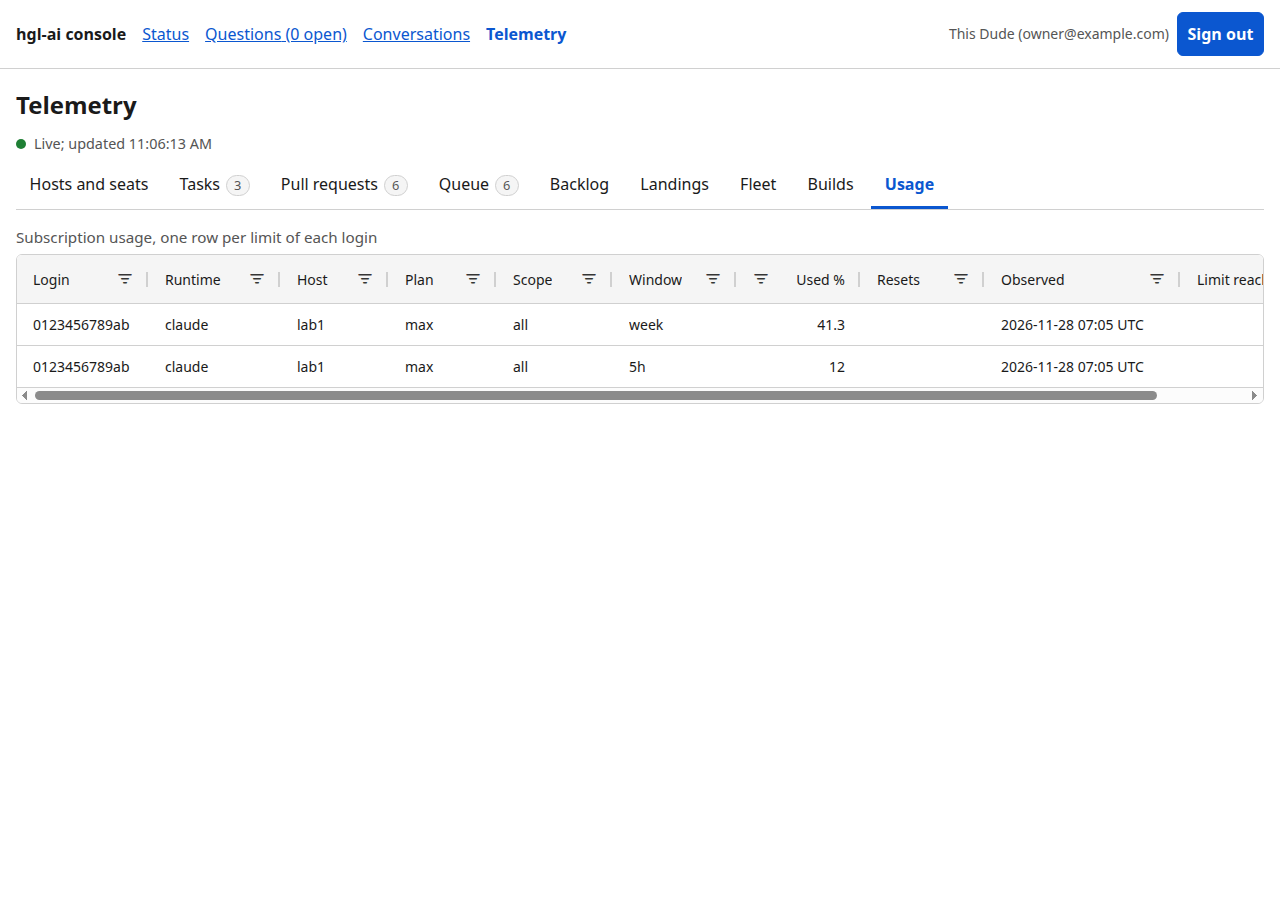 hgl-ai console Status Questions (0 open) Conversations Telemetry This Dude (owner@example.com) Sign out
Telemetry
Live; updated 11:06:13 AM
Hosts and seats Tasks 3 Pull requests 6 Queue 6 Backlog Landings Fleet Builds Usage
Subscription usage, one row per limit of each login
Login Runtime Host Plan Scope Window Used % Resets Observed Limit
0123456789ab claude lab1 max all week 41.3 2026-11-28 07:05 UTC
0123456789ab claude lab1 max all 5h 12 2026-11-28 07:05 UTC